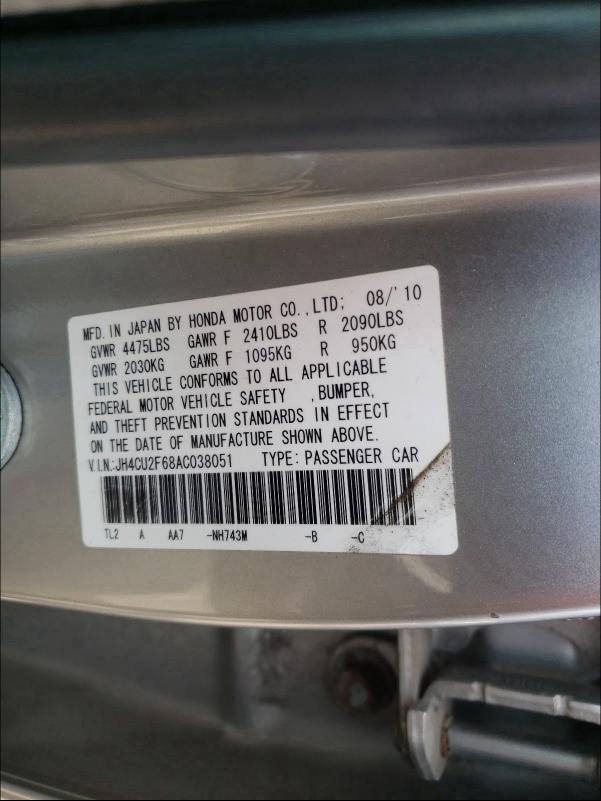 MFD. IN JAPAN BY HONDA MOTOR CO., LTD; 08/'10
GVWR 4475LBS GAWR F 2410LBS R 2090LBS
GVWR 2030KG GAWR F 1095KG R 950KG
THIS VEHICLE CONFORMS TO ALL APPLICABLE
FEDERAL MOTOR VEHICLE SAFETY , BUMPER,
AND THEFT PREVENTION STANDARDS IN EFFECT
ON THE DATE OF MANUFACTURE SHOWN ABOVE.
V.I.N.:JH4CU2F68AC038051 TYPE: PASSENGER CAR
TL2 A AA7 -NH743M -B -C